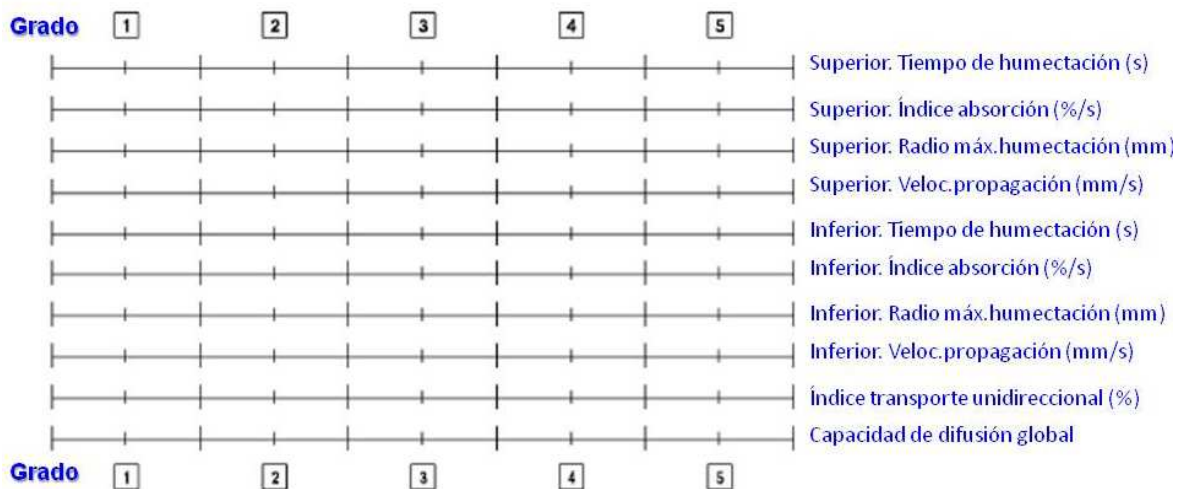 Grado 1 2 3 4 5
Superior. Tiempo de humectación (s)
Superior. Índice absorción (%/s)
Superior. Radio máx.humectación (mm)
Superior. Veloc.propagación (mm/s)
Inferior. Tiempo de humectación (s)
Inferior. Índice absorción (%/s)
Inferior. Radio máx.humectación (mm)
Inferior. Veloc.propagación (mm/s)
Índice transporte unidireccional (%)
Capacidad de difusión global
Grado 1 2 3 4 5